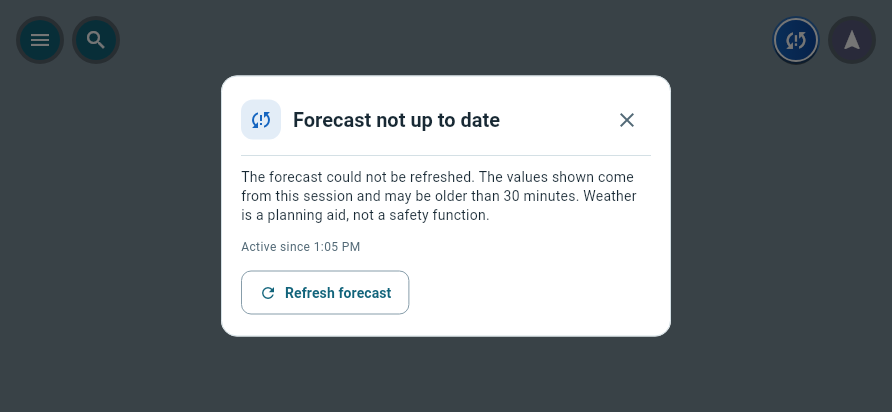 Forecast not up to date
The forecast could not be refreshed. The values shown come
from this session and may be older than 30 minutes. Weather
is a planning aid, not a safety function.
Active since 1:05 PM
Refresh forecast